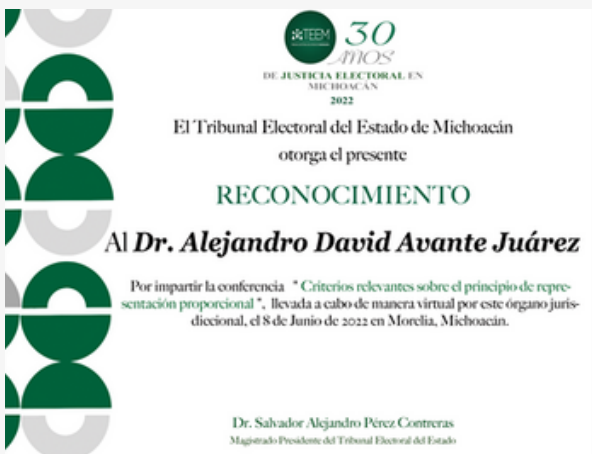 TEEM
30
AÑOS
DE JUSTICIA ELECTORAL EN
MICHOACÁN
2022
El Tribunal Electoral del Estado de Michoacán
otorga el presente
RECONOCIMIENTO
Al Dr. Alejandro David Avante Juárez
Por impartir la conferencia " Criterios relevantes sobre el principio de repre-
sentación proporcional ", llevada a cabo de manera virtual por este órgano juris-
diccional, el 8 de Junio de 2022 en Morelia, Michoacán.
Dr. Salvador Alejandro Pérez Contreras
Magistrado Presidente del Tribunal Electoral del Estado